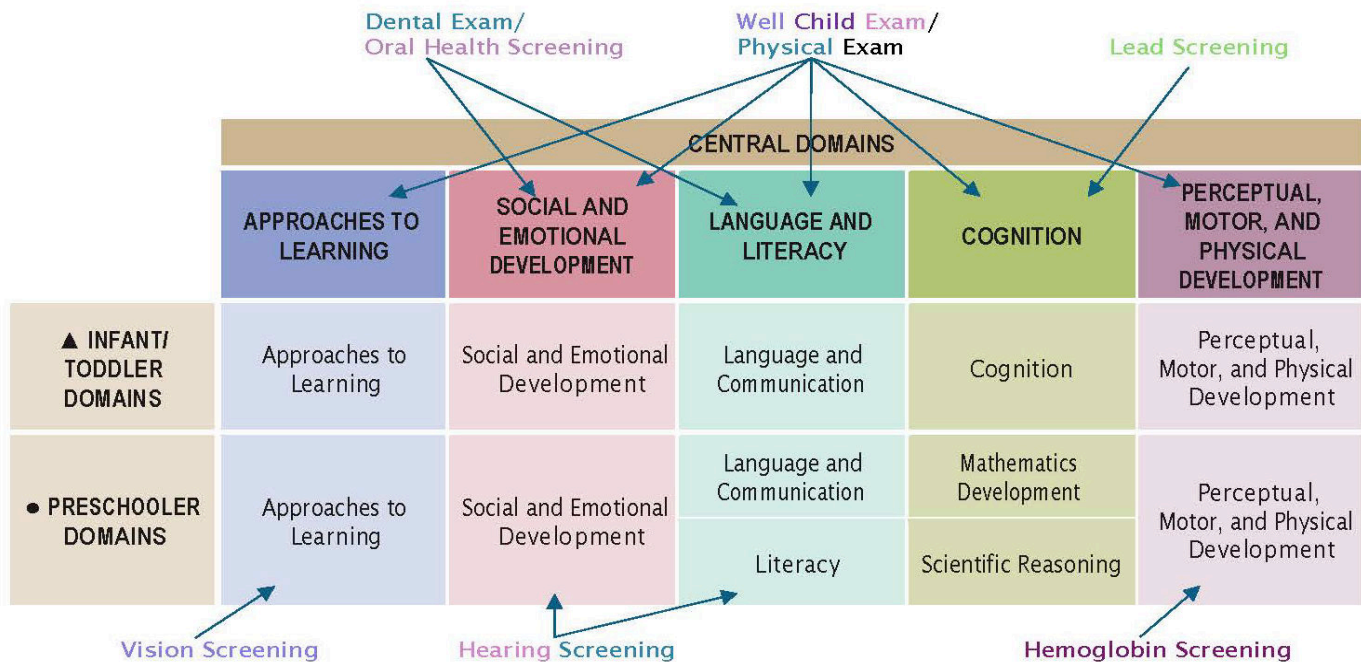 Dental Exam/
Oral Health Screening
Well Child Exam/
Physical Exam
Lead Screening
CENTRAL DOMAINS
APPROACHES TO
LEARNING
SOCIAL AND
EMOTIONAL
DEVELOPMENT
LANGUAGE AND
LITERACY
COGNITION
PERCEPTUAL,
MOTOR, AND
PHYSICAL
DEVELOPMENT
▲ INFANT/
TODDLER
DOMAINS
Approaches to
Learning
Social and Emotional
Development
Language and
Communication
Cognition
Perceptual,
Motor, and Physical
Development
● PRESCHOOLER
DOMAINS
Approaches to
Learning
Social and Emotional
Development
Language and
Communication
Literacy
Mathematics
Development
Scientific Reasoning
Perceptual,
Motor, and Physical
Development
Vision Screening
Hearing Screening
Hemoglobin Screening